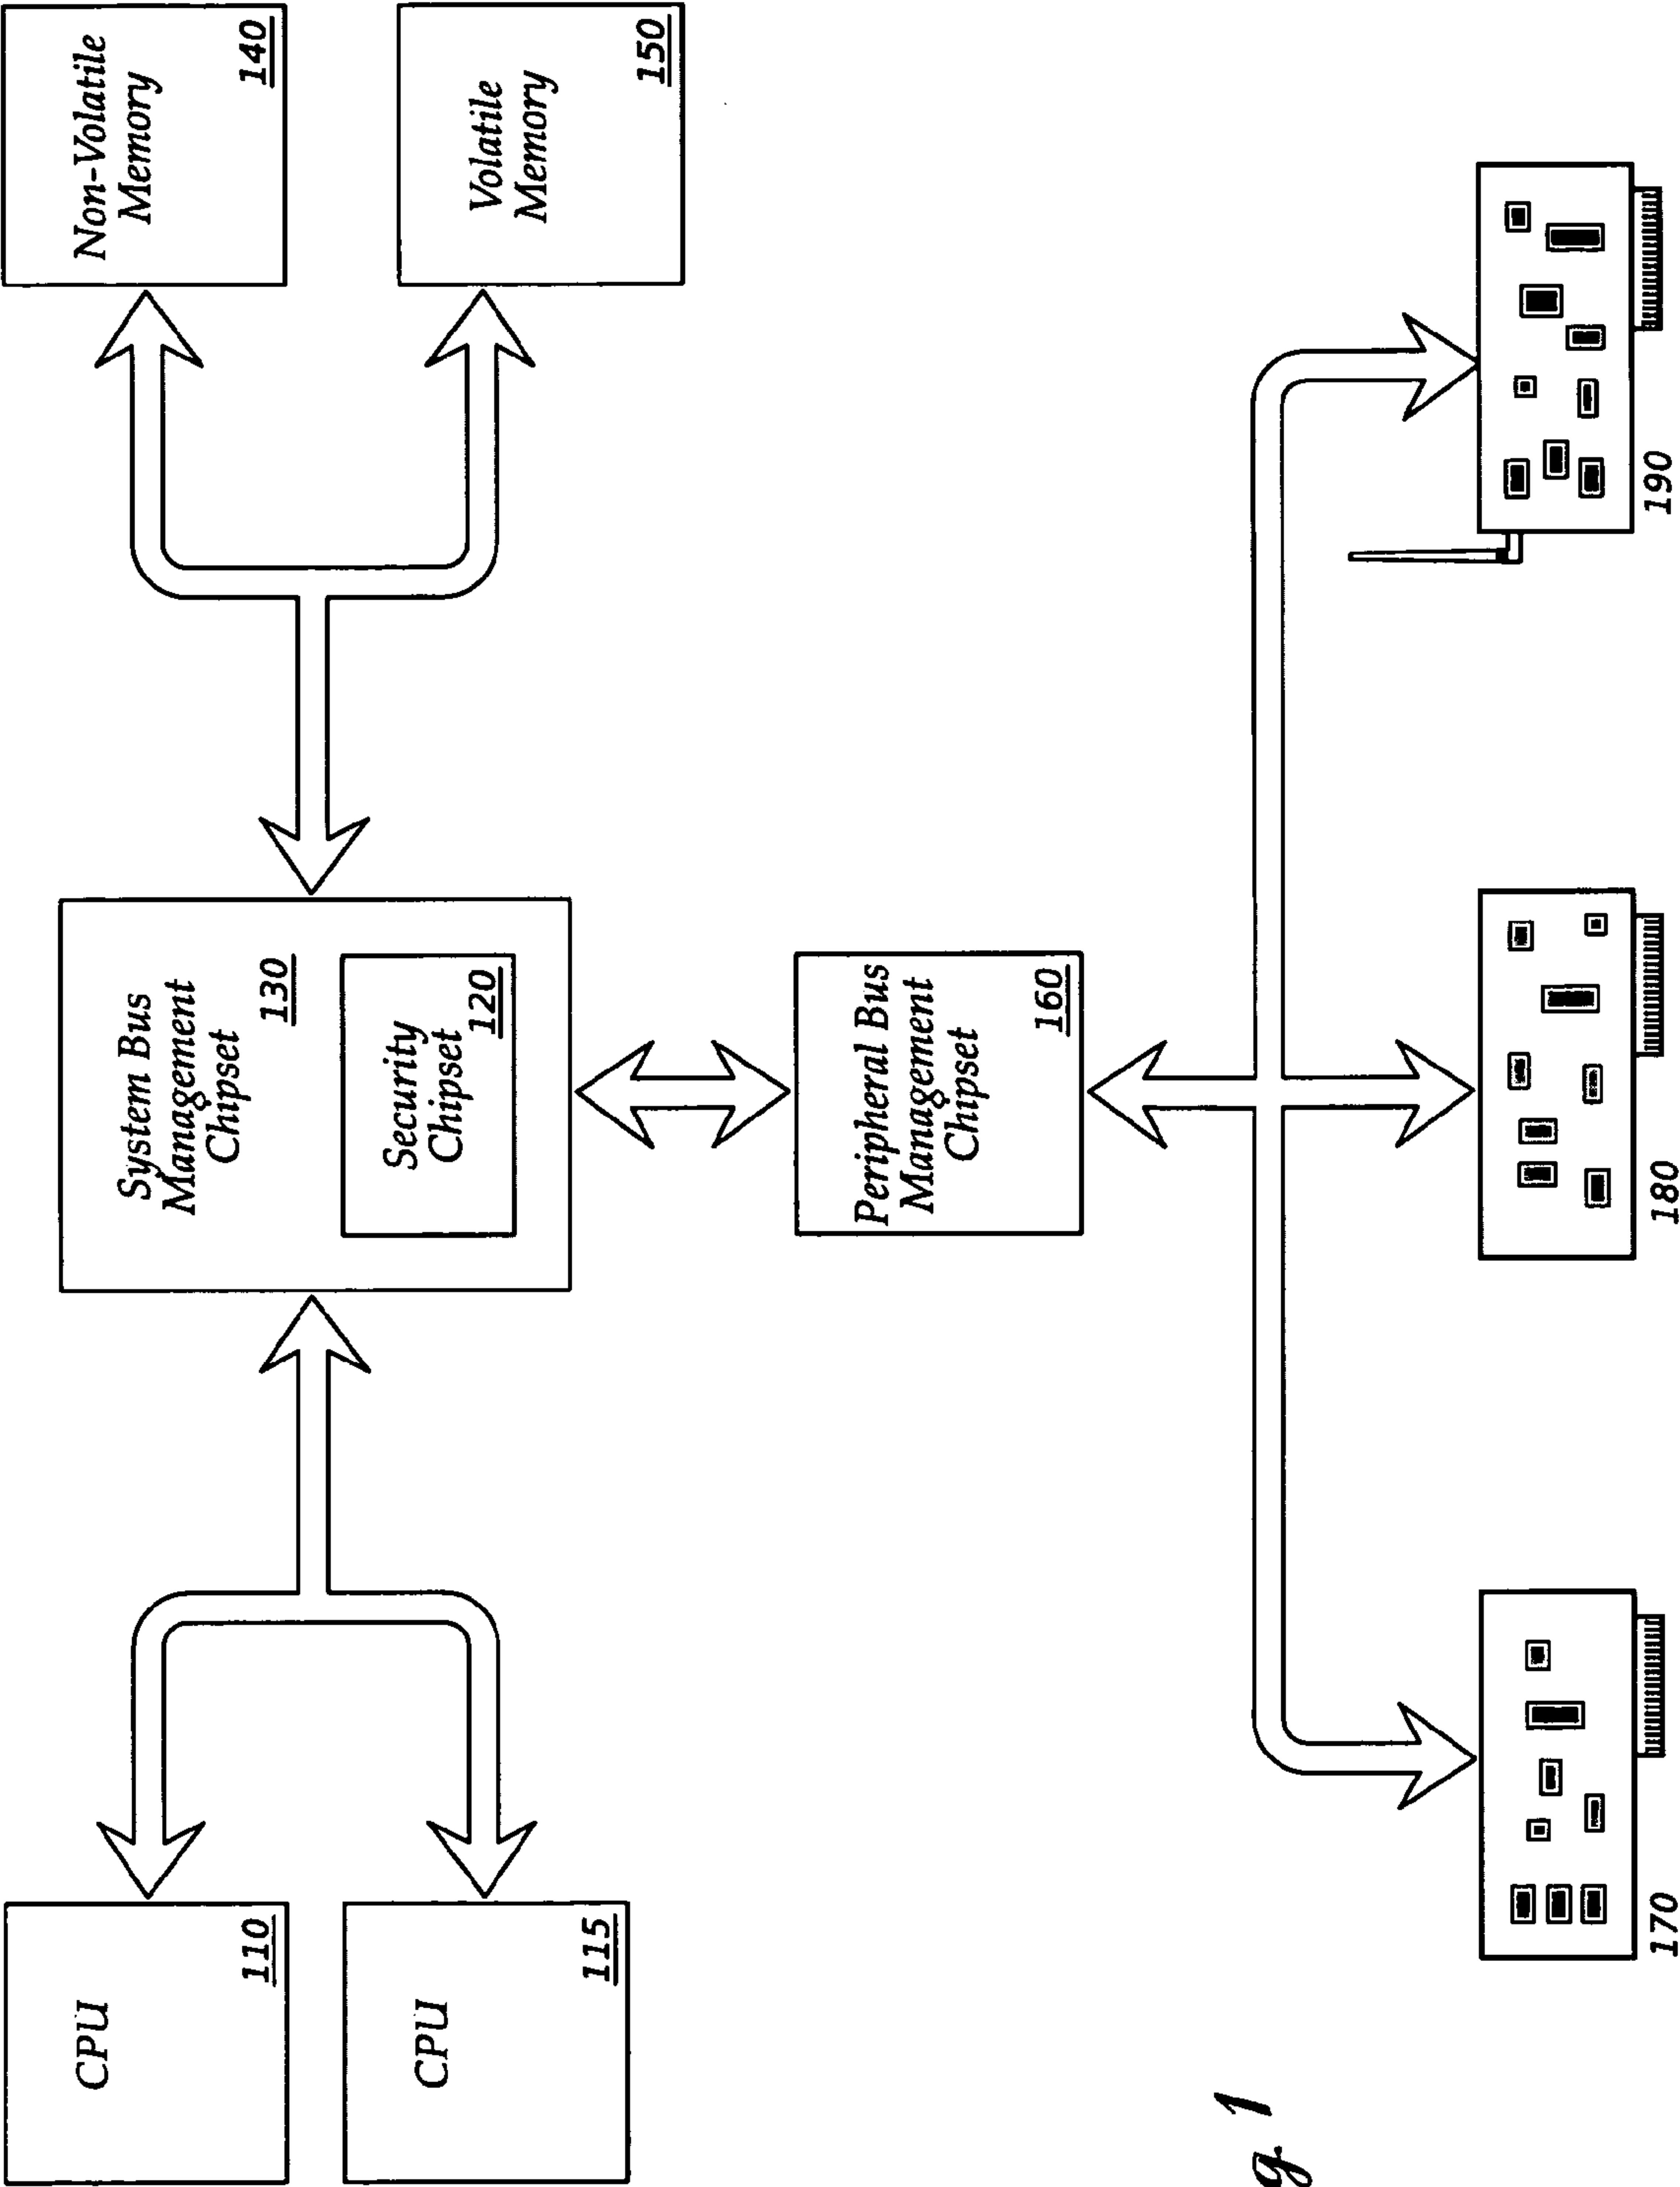 CPU
110
CPU
115
System Bus
Management
Chipset
130
Security
Chipset
120
Non-Volatile
Memory
140
Volatile
Memory
150
Peripheral Bus
Management
Chipset
160
170
180
190
g. 1